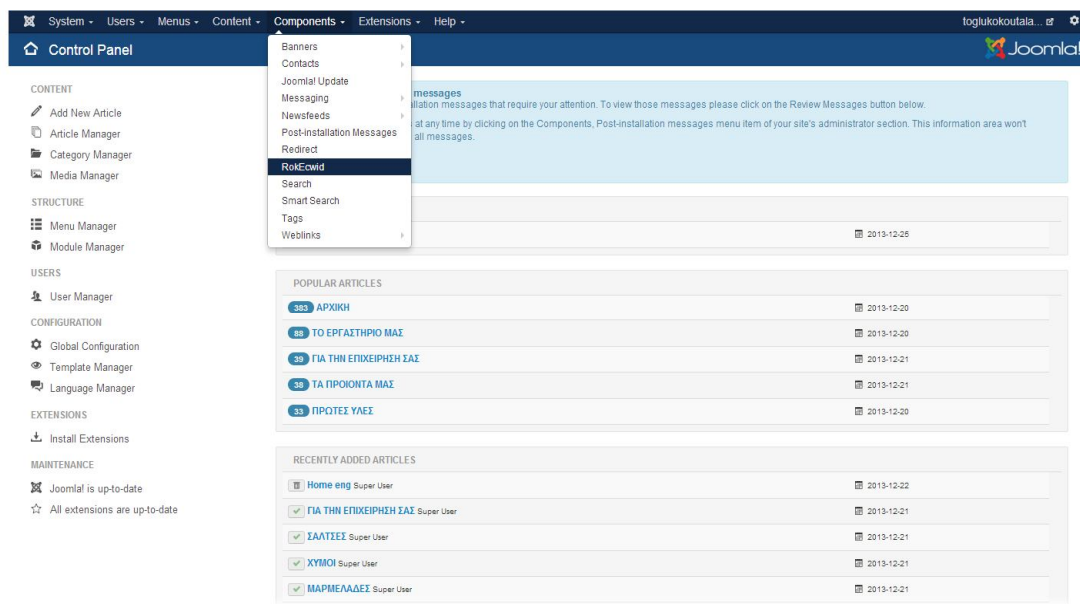 System Users Menus Content Components Extensions Help toglukokoutala...
Control Panel
Joomla!
CONTENT
Add New Article
Article Manager
Category Manager
Media Manager
STRUCTURE
Menu Manager
Module Manager
USERS
User Manager
CONFIGURATION
Global Configuration
Template Manager
Language Manager
EXTENSIONS
Install Extensions
MAINTENANCE
Joomla! is up-to-date
All extensions are up-to-date
Banners
Contacts
Joomla! Update
Messaging
Newsfeeds
Post-installation Messages
Redirect
RokEcwid
Search
Smart Search
Tags
Weblinks
messages
messages that require your attention. To view those messages please click on the Review Messages button below.
at any time by clicking on the Components, Post-installation messages menu item of your site's administrator section. This information area won't
all messages.
2013-12-25
POPULAR ARTICLES
383 ΑΡΧΙΚΗ 2013-12-20
88 ΤΟ ΕΡΓΑΣΤΗΡΙΟ ΜΑΣ 2013-12-20
39 ΓΙΑ ΤΗΝ ΕΠΙΧΕΙΡΗΣΗ ΣΑΣ 2013-12-21
38 ΤΑ ΠΡΟΙΟΝΤΑ ΜΑΣ 2013-12-21
33 ΠΡΩΤΕΣ ΥΛΕΣ 2013-12-20
RECENTLY ADDED ARTICLES
Home eng Super User 2013-12-22
ΓΙΑ ΤΗΝ ΕΠΙΧΕΙΡΗΣΗ ΣΑΣ Super User 2013-12-21
ΣΑΛΤΣΕΣ Super User 2013-12-21
ΧΥΜΟΙ Super User 2013-12-21
ΜΑΡΜΕΛΑΔΕΣ Super User 2013-12-21